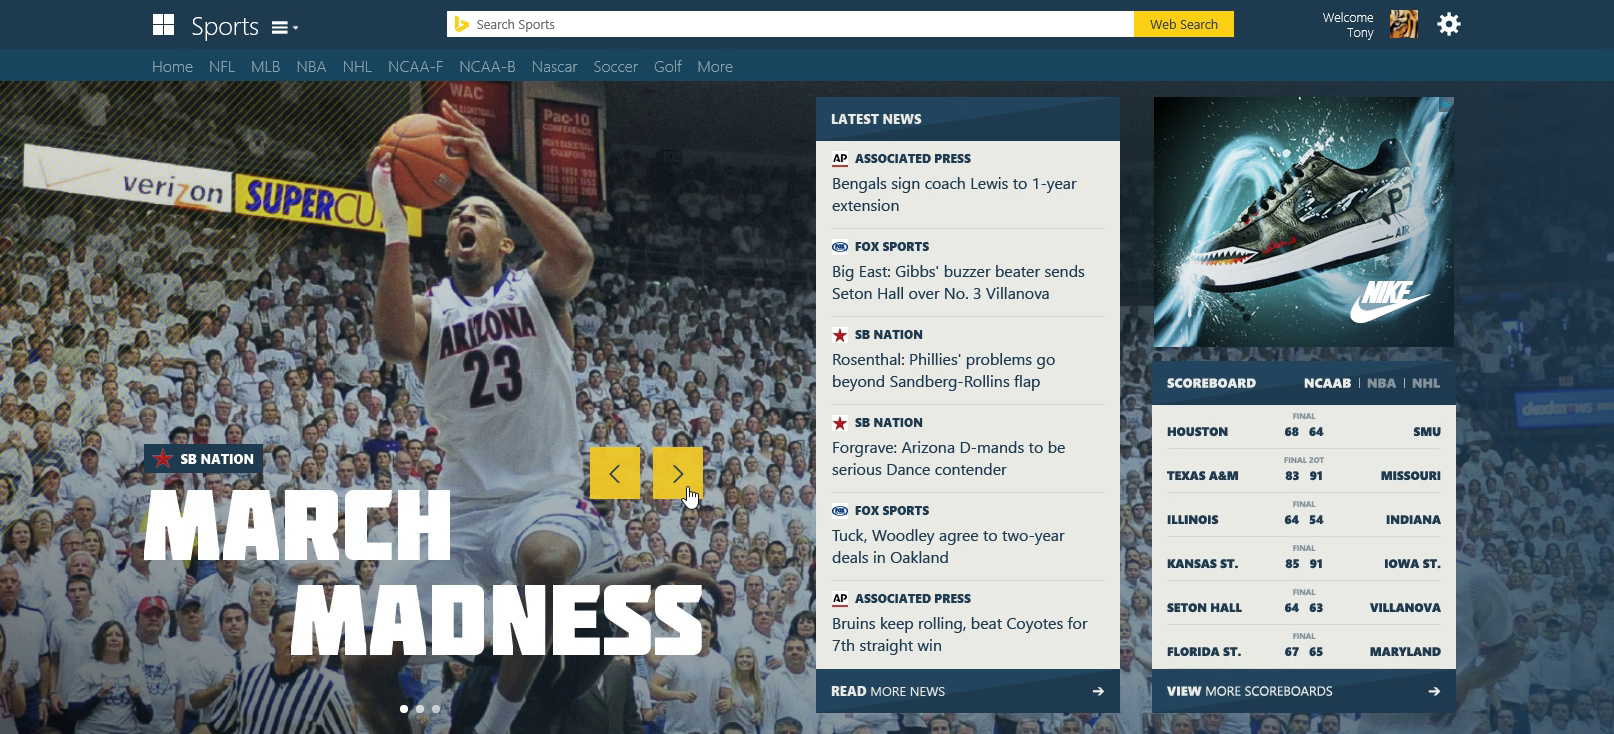 Sports
Search Sports
Web Search
Welcome
Tony
Home NFL MLB NBA NHL NCAA-F NCAA-B Nascar Soccer Golf More
WAC
Pac-10
CONFERENCE
verizon
SUPERCU
ARIZONA
23
SB NATION
MARCH
MADNESS
LATEST NEWS
AP ASSOCIATED PRESS
Bengals sign coach Lewis to 1-year
extension
FOX SPORTS
Big East: Gibbs' buzzer beater sends
Seton Hall over No. 3 Villanova
SB NATION
Rosenthal: Phillies' problems go
beyond Sandberg-Rollins flap
SB NATION
Forgrave: Arizona D-mands to be
serious Dance contender
FOX SPORTS
Tuck, Woodley agree to two-year
deals in Oakland
AP ASSOCIATED PRESS
Bruins keep rolling, beat Coyotes for
7th straight win
READ MORE NEWS
AIR
NIKE
SCOREBOARD NCAAB | NBA | NHL
FINAL
HOUSTON 68 64 SMU
FINAL 2OT
TEXAS A&M 83 91 MISSOURI
FINAL
ILLINOIS 64 54 INDIANA
FINAL
KANSAS ST. 85 91 IOWA ST.
FINAL
SETON HALL 64 63 VILLANOVA
FINAL
FLORIDA ST. 67 65 MARYLAND
VIEW MORE SCOREBOARDS